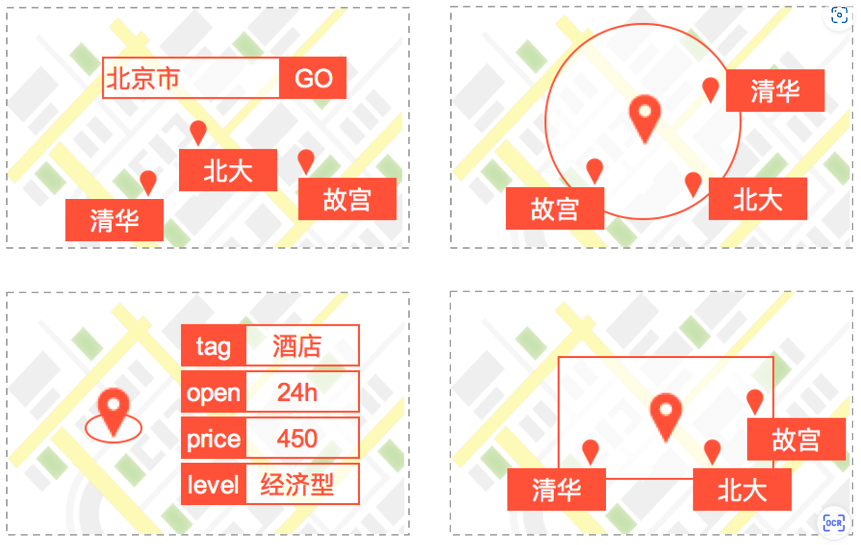 北京市 GO
北大
故宫
清华
清华
北大
故宫
tag 酒店
open 24h
price 450
level 经济型
故宫
清华
北大
OCR